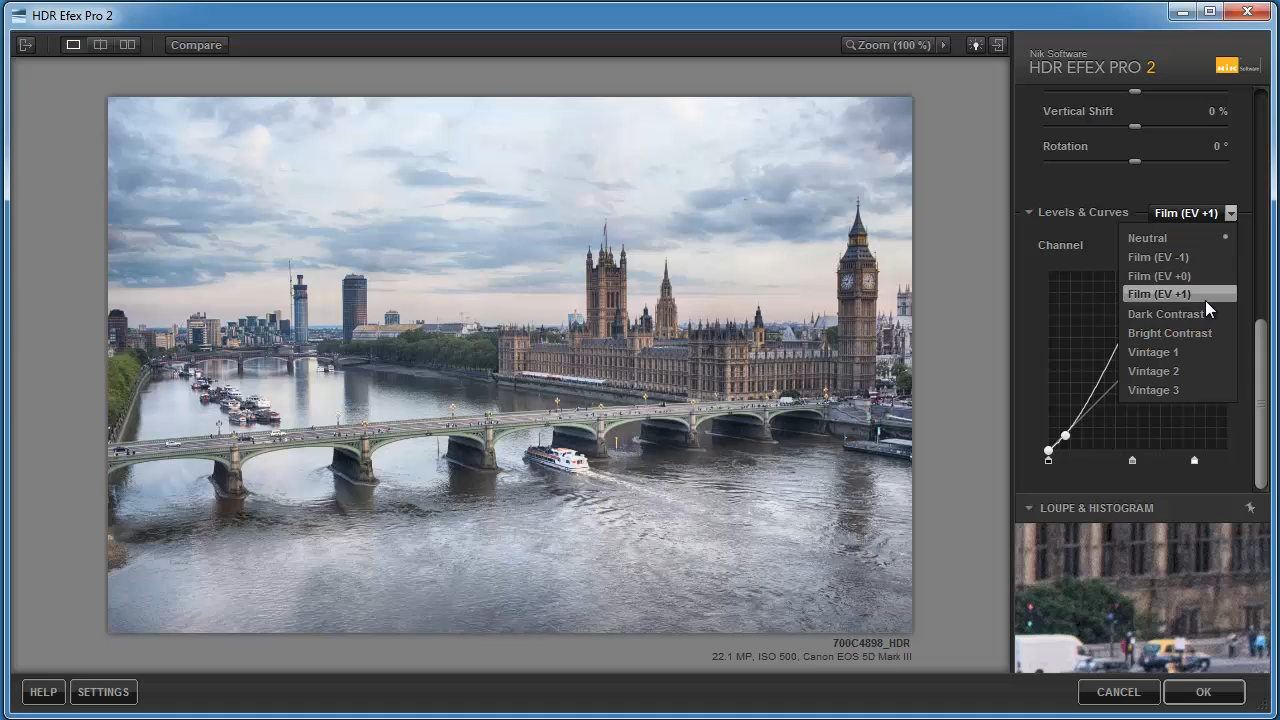 HDR Efex Pro 2
Compare
Zoom (100 %)
Nik Software
HDR EFEX PRO 2
nik Software
Vertical Shift 0 %
Rotation 0 °
Levels & Curves Film (EV +1)
Channel
Neutral
Film (EV -1)
Film (EV +0)
Film (EV +1)
Dark Contrast
Bright Contrast
Vintage 1
Vintage 2
Vintage 3
LOUPE & HISTOGRAM
700C4898_HDR
22.1 MP, ISO 500, Canon EOS 5D Mark III
HELP SETTINGS CANCEL OK